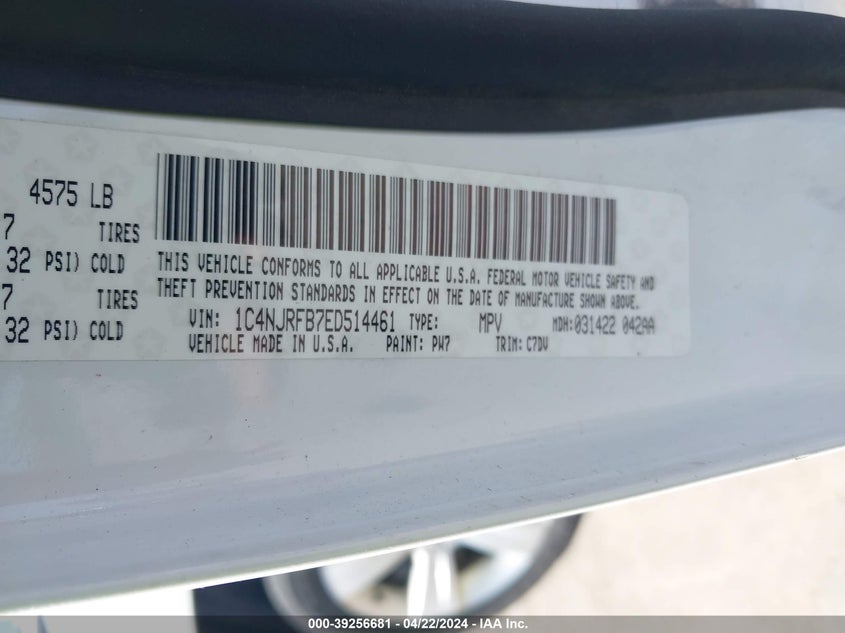 4575 LB
7 TIRES
32 PSI) COLD
7 TIRES
32 PSI) COLD
THIS VEHICLE CONFORMS TO ALL APPLICABLE U.S.A. FEDERAL MOTOR VEHICLE SAFETY AND
THEFT PREVENTION STANDARDS IN EFFECT ON THE DATE OF MANUFACTURE SHOWN ABOVE.
VIN: 1C4NJRFB7ED514461 TYPE: MPV MDH: 031422 042AA
VEHICLE MADE IN U.S.A. PAINT: PW7 TRIM: C7DV
000-39256681 - 04/22/2024 - IAA Inc.